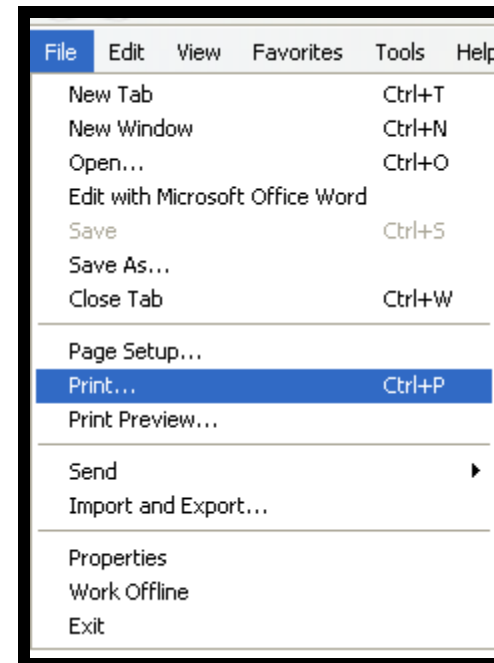 File Edit View Favorites Tools Help
New Tab Ctrl+T
New Window Ctrl+N
Open... Ctrl+O
Edit with Microsoft Office Word
Save Ctrl+S
Save As...
Close Tab Ctrl+W
Page Setup...
Print... Ctrl+P
Print Preview...
Send
Import and Export...
Properties
Work Offline
Exit